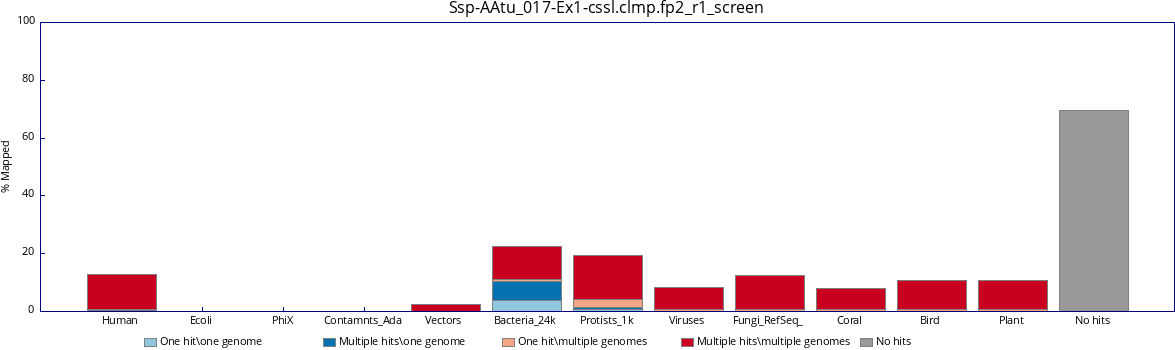 Ssp-AAtu_017-Ex1-cssl.clmp.fp2_r1_screen
100
80
60
40
20
0
% Mapped
Human Ecoli PhiX Contamnts_Ada Vectors Bacteria_24k Protists_1k Viruses Fungi_RefSeq_ Coral Bird Plant No hits
One hit\one genome Multiple hits\one genome One hit\multiple genomes Multiple hits\multiple genomes No hits